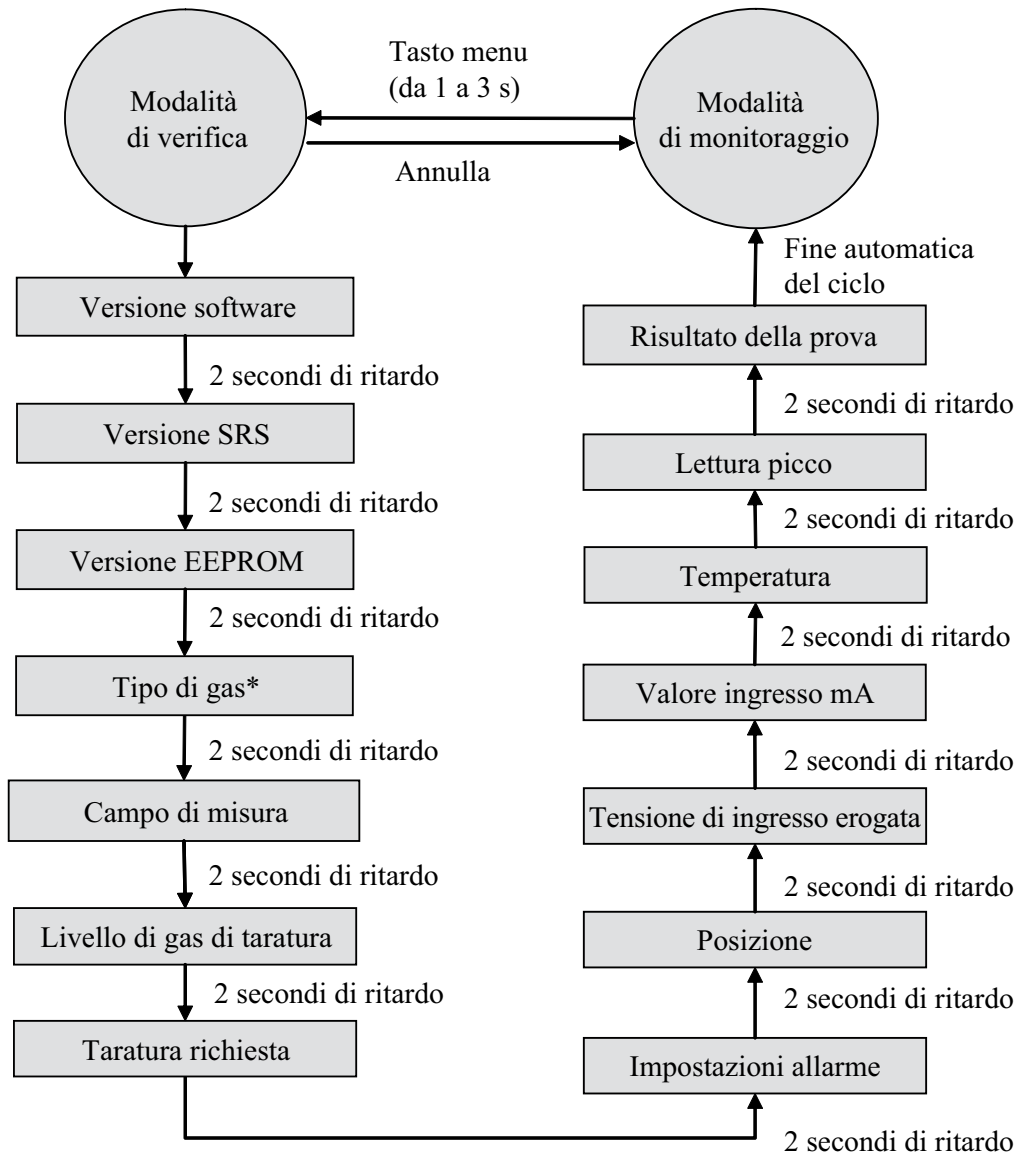 Modalità
di verifica
Tasto menu
(da 1 a 3 s)
Annulla
Modalità
di monitoraggio
Versione software
2 secondi di ritardo
Versione SRS
2 secondi di ritardo
Versione EEPROM
2 secondi di ritardo
Tipo di gas*
2 secondi di ritardo
Campo di misura
2 secondi di ritardo
Livello di gas di taratura
2 secondi di ritardo
Taratura richiesta
2 secondi di ritardo
Impostazioni allarme
2 secondi di ritardo
Posizione
2 secondi di ritardo
Tensione di ingresso erogata
2 secondi di ritardo
Valore ingresso mA
2 secondi di ritardo
Temperatura
2 secondi di ritardo
Lettura picco
2 secondi di ritardo
Risultato della prova
Fine automatica
del ciclo